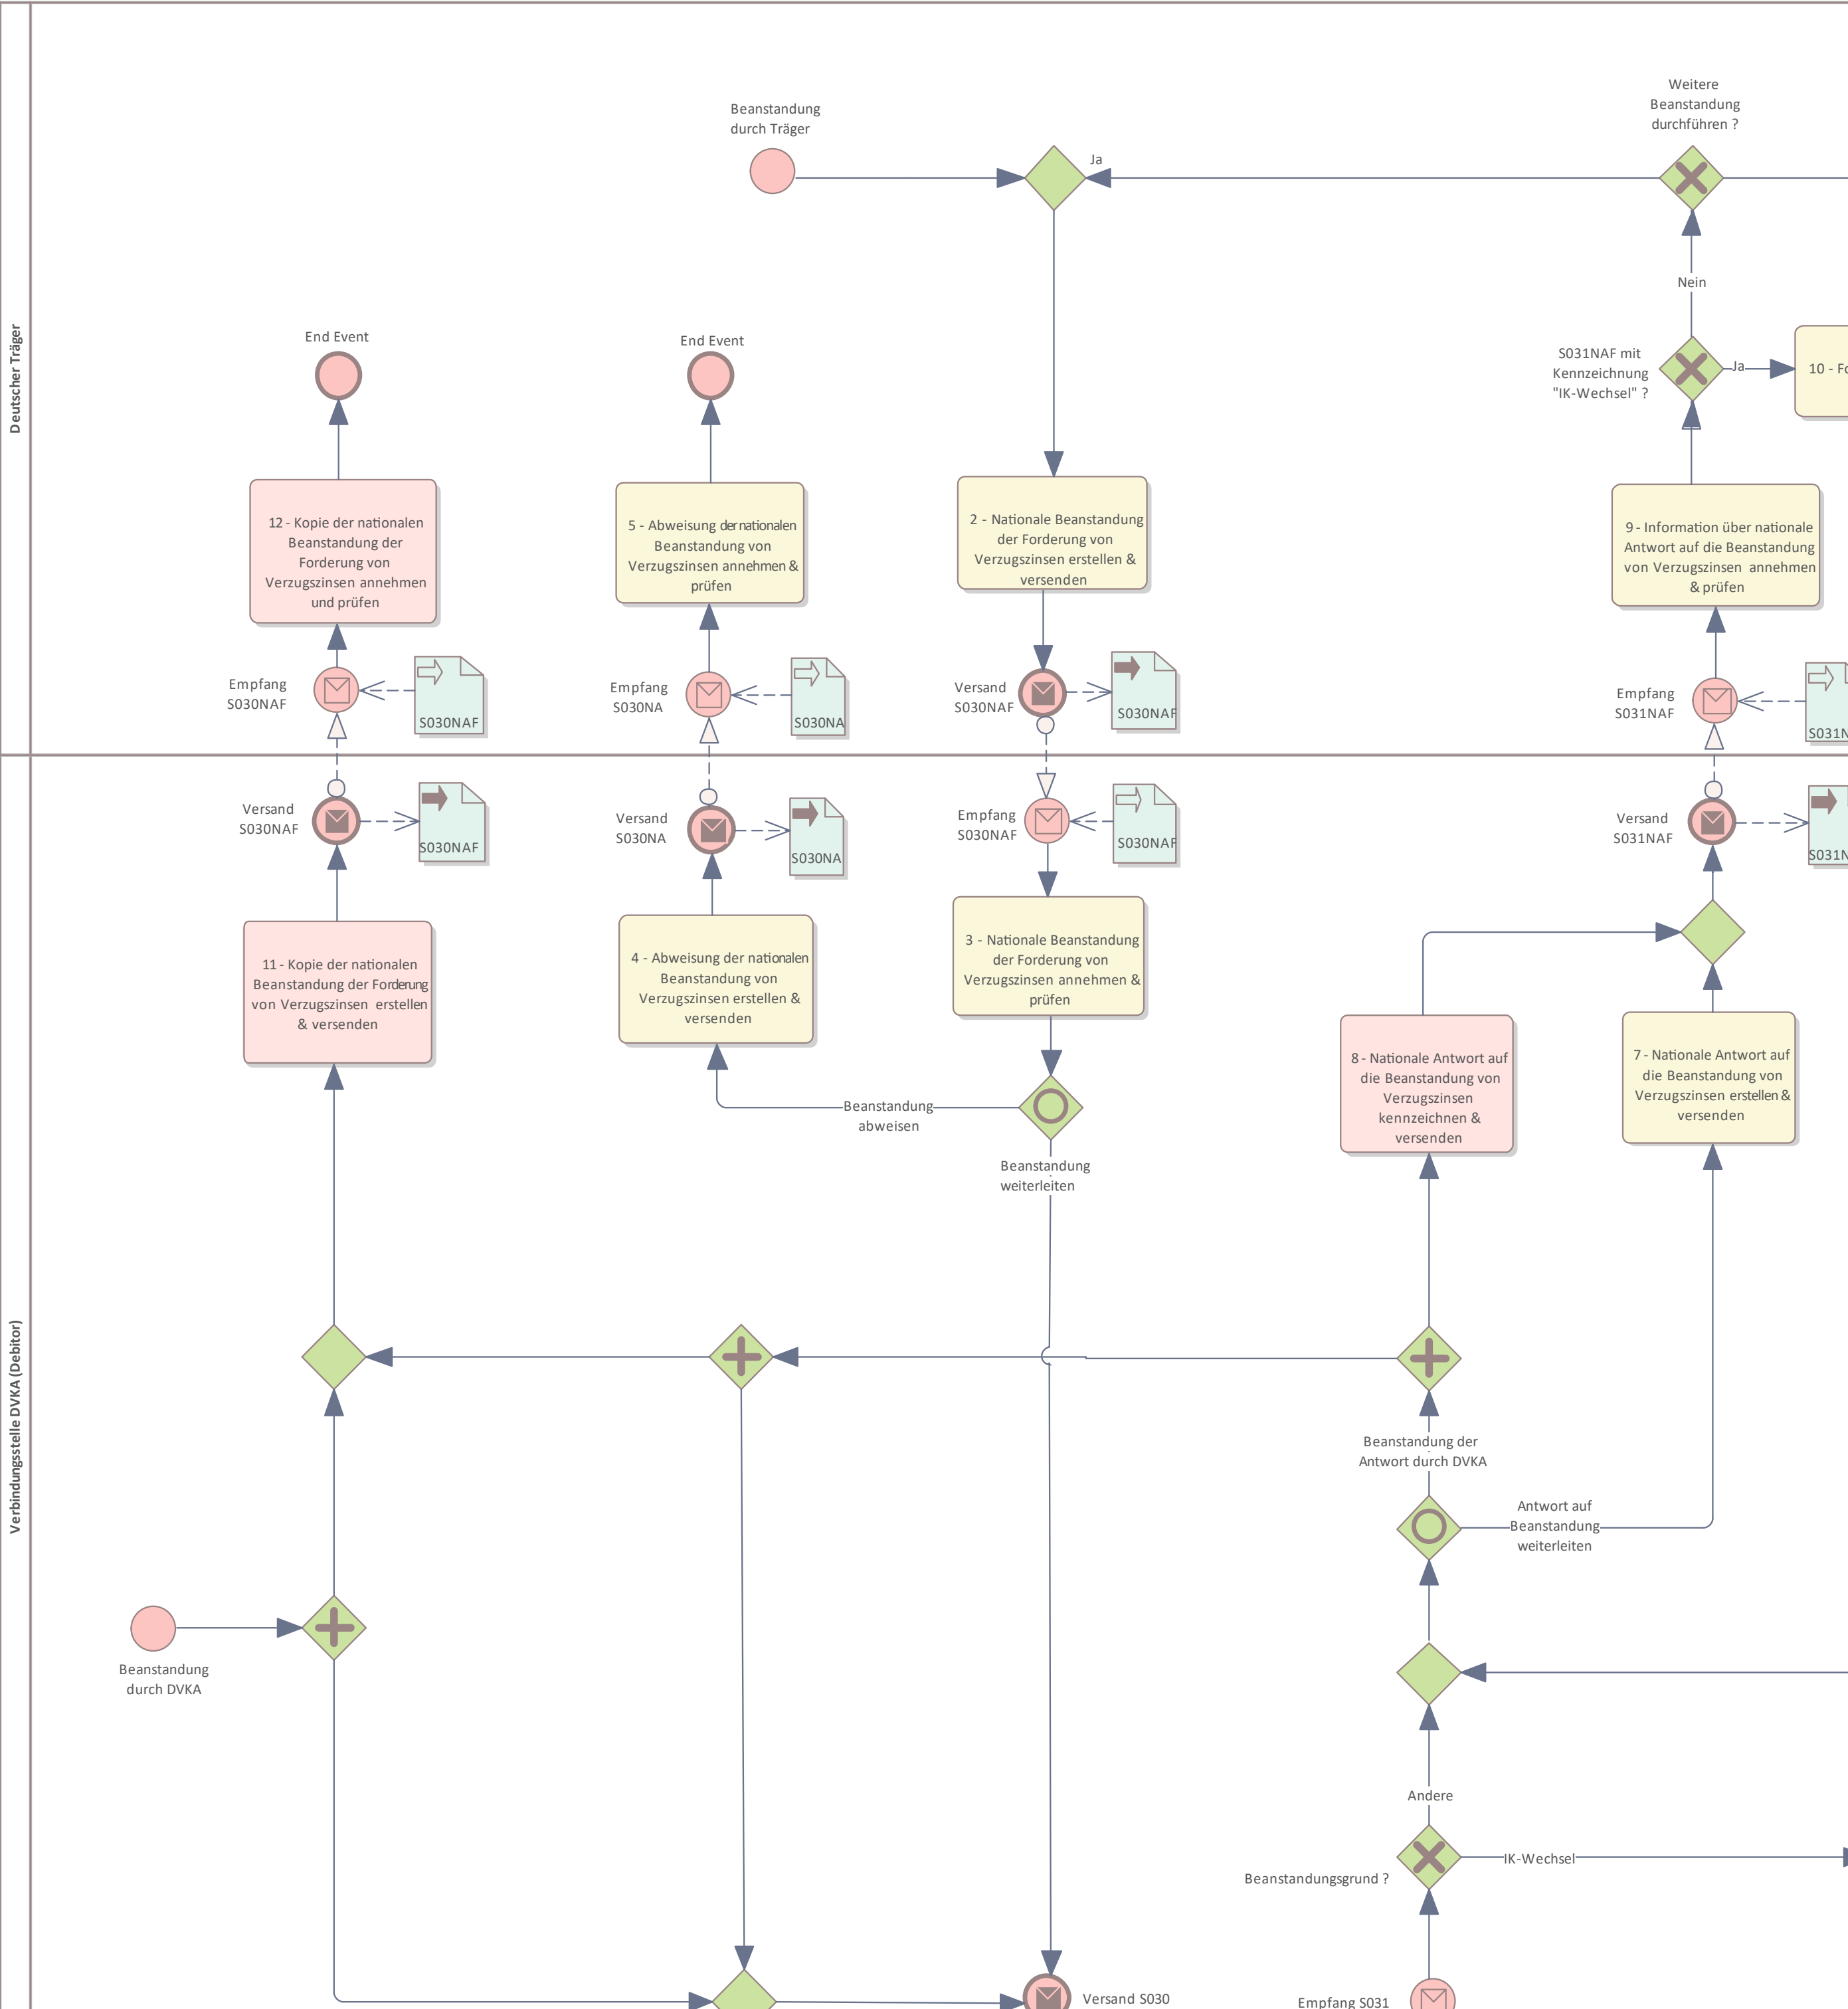 Deutscher Träger
Beanstandung
durch Träger
Ja
Weitere
Beanstandung
durchführen ?
Nein
S031NAF mit
Kennzeichnung
"IK-Wechsel" ?
Ja
10 - Fo
End Event
End Event
12 - Kopie der nationalen
Beanstandung der
Forderung von
Verzugszinsen annehmen
und prüfen
5 - Abweisung der nationalen
Beanstandung von
Verzugszinsen annehmen &
prüfen
2 - Nationale Beanstandung
der Forderung von
Verzugszinsen erstellen &
versenden
9 - Information über nationale
Antwort auf die Beanstandung
von Verzugszinsen annehmen
& prüfen
Empfang
S030NAF
S030NAF
Empfang
S030NA
S030NA
Versand
S030NAF
S030NAF
Empfang
S031NAF
S031N
Verbindungsstelle DVKA (Debitor)
Versand
S030NAF
S030NAF
Versand
S030NA
S030NA
Empfang
S030NAF
S030NAF
Versand
S031NAF
S031N
11 - Kopie der nationalen
Beanstandung der Forderung
von Verzugszinsen erstellen
& versenden
4 - Abweisung der nationalen
Beanstandung von
Verzugszinsen erstellen &
versenden
3 - Nationale Beanstandung
der Forderung von
Verzugszinsen annehmen &
prüfen
8 - Nationale Antwort auf
die Beanstandung von
Verzugszinsen
kennzeichnen &
versenden
7 - Nationale Antwort auf
die Beanstandung von
Verzugszinsen erstellen &
versenden
Beanstandung
abweisen
Beanstandung
weiterleiten
Beanstandung der
Antwort durch DVKA
Antwort auf
Beanstandung
weiterleiten
Beanstandung
durch DVKA
Andere
Beanstandungsgrund ?
IK-Wechsel
Versand S030
Empfang S031